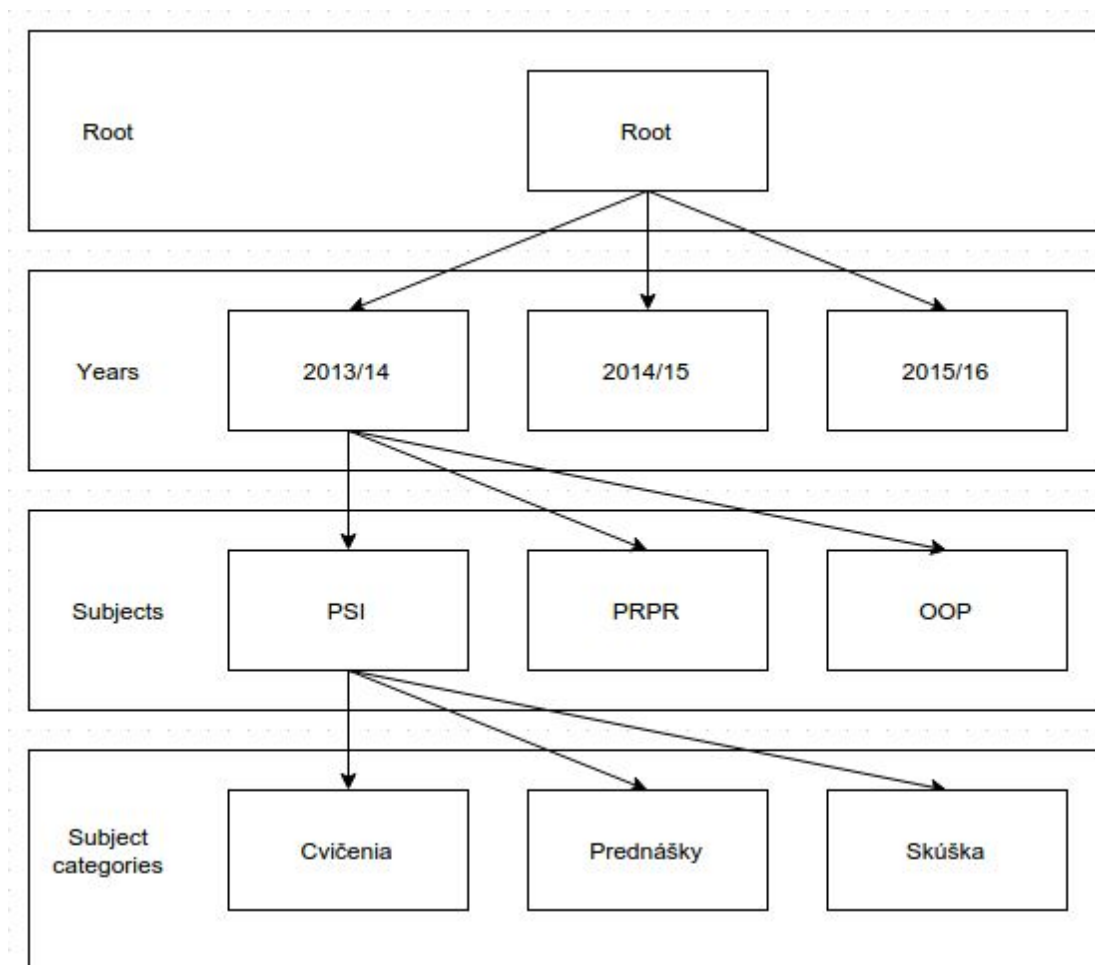 Root
Root
Years
2013/14
2014/15
2015/16
Subjects
PSI
PRPR
OOP
Subject
categories
Cvičenia
Prednášky
Skúška